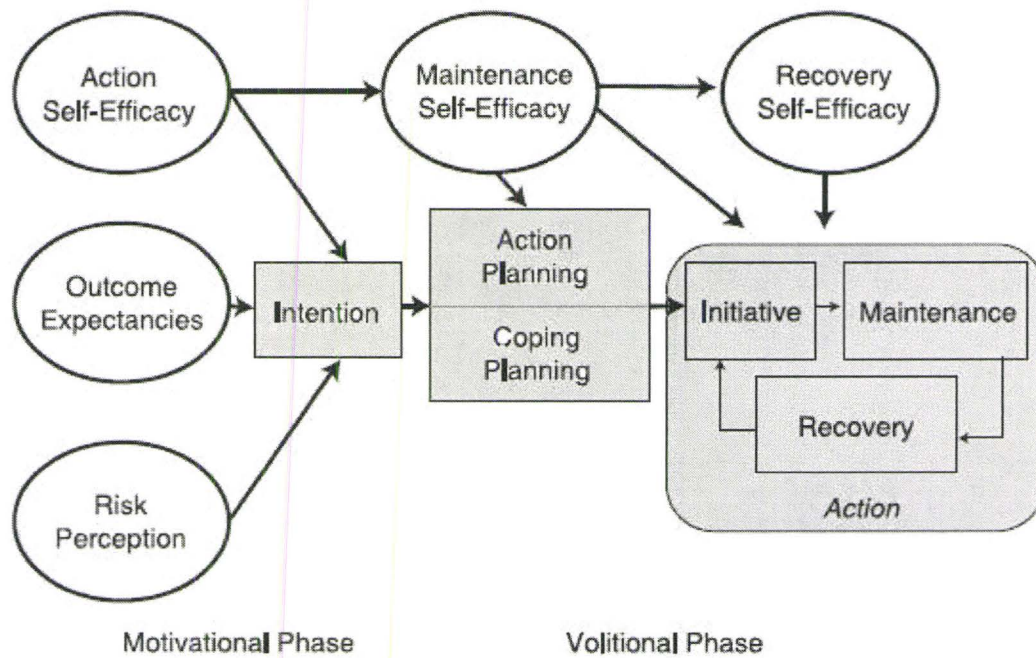 Action
Self-Efficacy
Maintenance
Self-Efficacy
Recovery
Self-Efficacy
Outcome
Expectancies
Intention
Action
Planning
Coping
Planning
Initiative
Maintenance
Recovery
Action
Risk
Perception
Motivational Phase
Volitional Phase